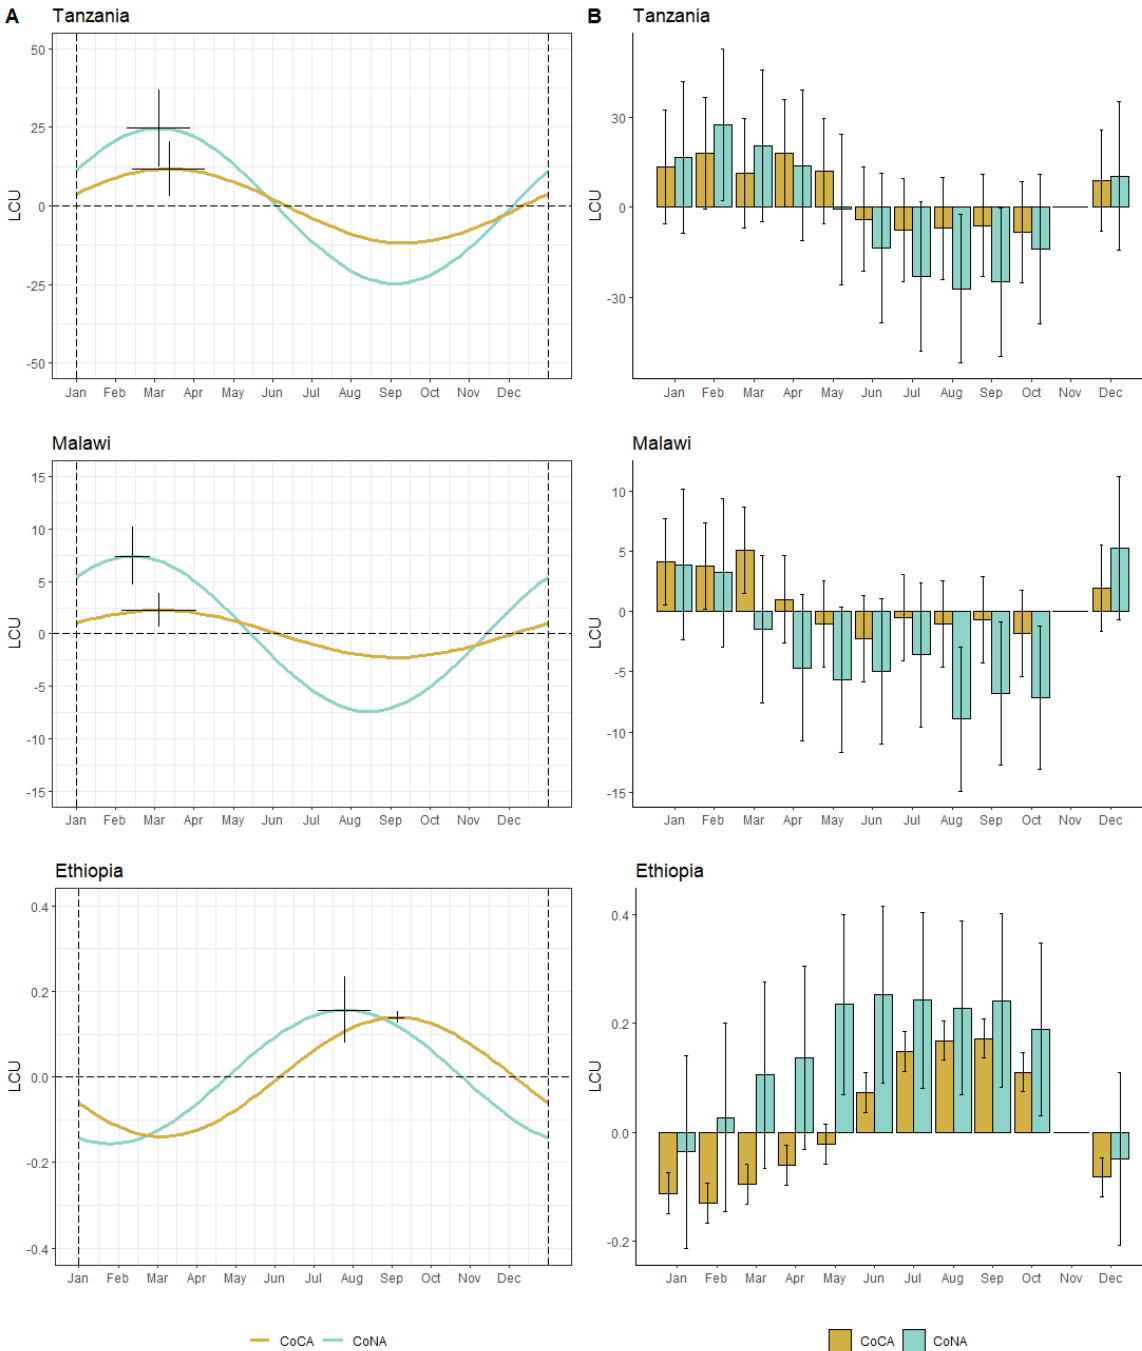 A Tanzania
50
25
0
-25
-50
LCU
Jan Feb Mar Apr May Jun Jul Aug Sep Oct Nov Dec
B Tanzania
30
0
-30
LCU
Jan Feb Mar Apr May Jun Jul Aug Sep Oct Nov Dec
Malawi
15
10
5
0
-5
-10
-15
LCU
Jan Feb Mar Apr May Jun Jul Aug Sep Oct Nov Dec
Malawi
10
5
0
-5
-10
-15
LCU
Jan Feb Mar Apr May Jun Jul Aug Sep Oct Nov Dec
Ethiopia
0.4
0.2
0.0
-0.2
-0.4
LCU
Jan Feb Mar Apr May Jun Jul Aug Sep Oct Nov Dec
Ethiopia
0.4
0.2
0.0
-0.2
LCU
Jan Feb Mar Apr May Jun Jul Aug Sep Oct Nov Dec
CoCA CoNA
CoCA CoNA